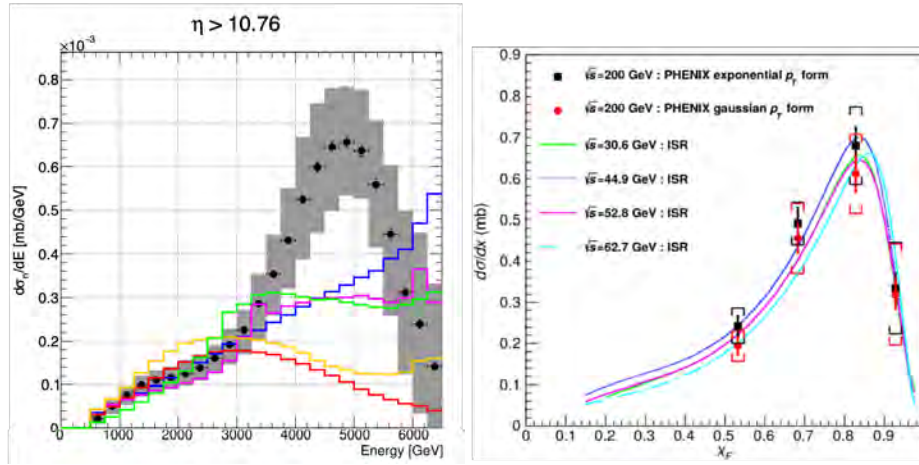 η > 10.76
×10⁻³
dσₙ/dE [mb/GeV]
0.8
0.7
0.6
0.5
0.4
0.3
0.2
0.1
0
0 1000 2000 3000 4000 5000 6000
Energy [GeV]
dσ/dx (mb)
0.9
0.8
0.7
0.6
0.5
0.4
0.3
0.2
0.1
0
√s=200 GeV : PHENIX exponential p_T form
√s=200 GeV : PHENIX gaussian p_T form
√s=30.6 GeV : ISR
√s=44.9 GeV : ISR
√s=52.8 GeV : ISR
√s=62.7 GeV : ISR
0 0.1 0.2 0.3 0.4 0.5 0.6 0.7 0.8 0.9
x_F